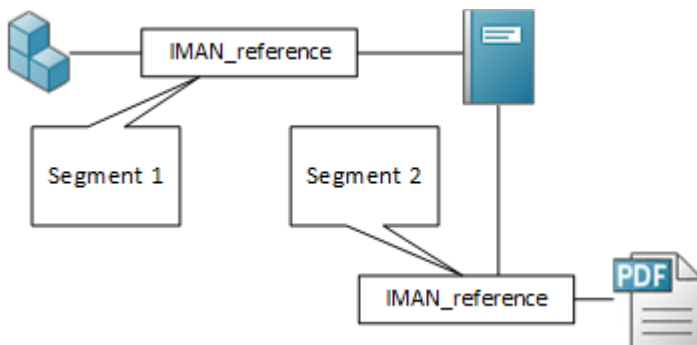 IMAN_reference
Segment 1
Segment 2
PDF
IMAN_reference